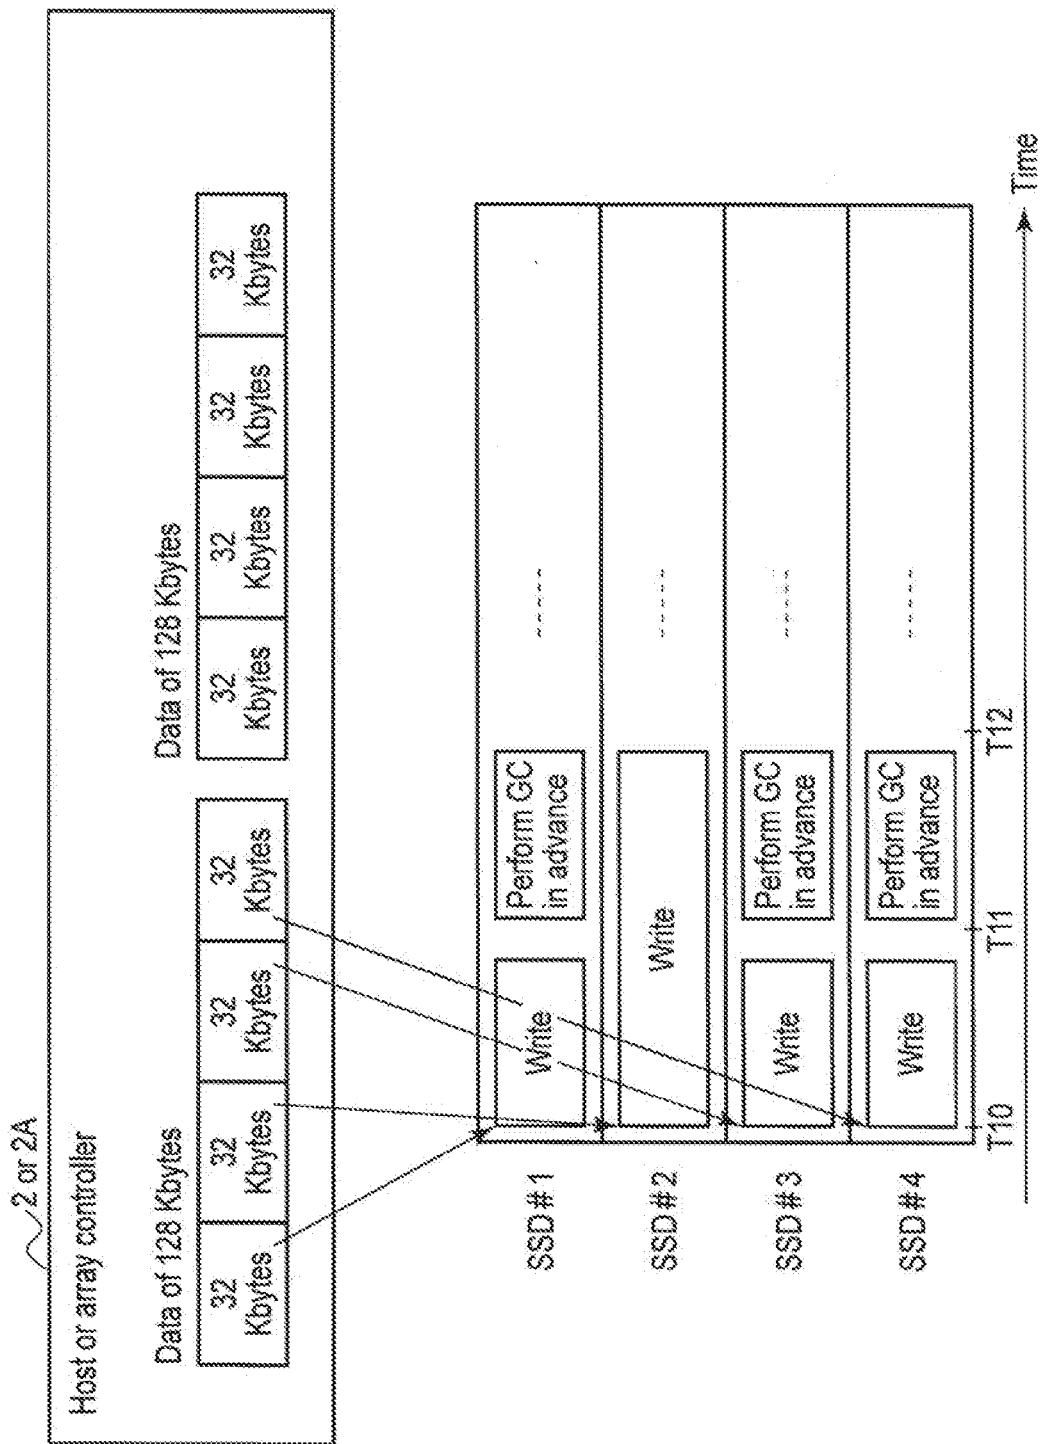 2 or 2A
Host or array controller
Data of 128 Kbytes
32
Kbytes
32
Kbytes
32
Kbytes
32
Kbytes
Data of 128 Kbytes
32
Kbytes
32
Kbytes
32
Kbytes
32
Kbytes
SSD#1
Write
Perform GC
in advance
-----
SSD#2
Write
-----
SSD#3
Write
Perform GC
in advance
-----
SSD#4
Write
Perform GC
in advance
-----
T10
T11
T12
Time